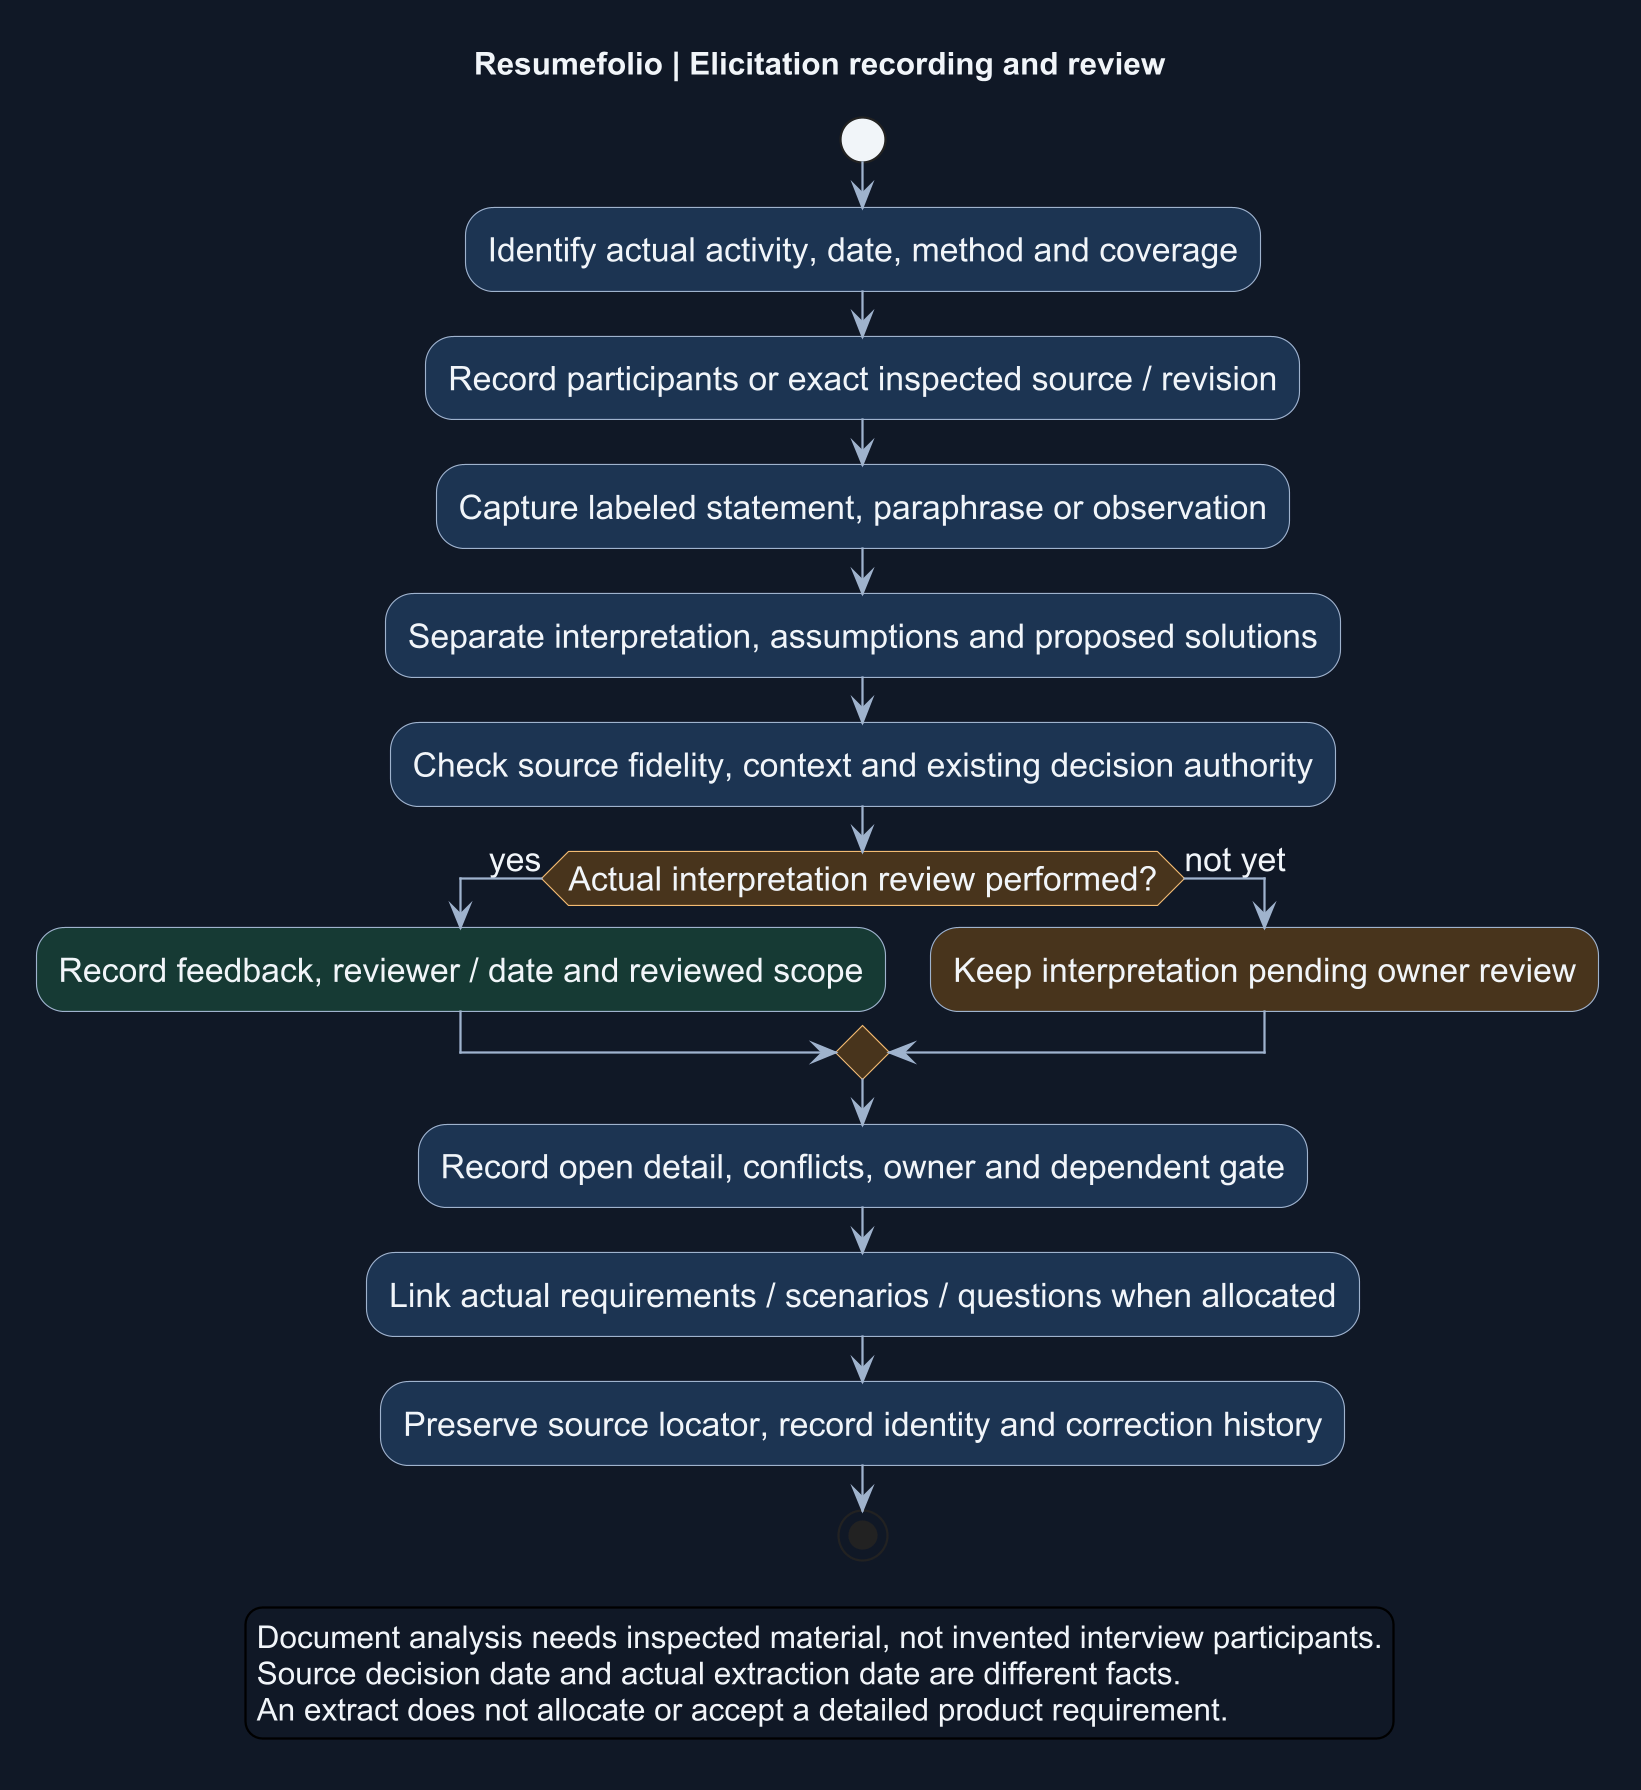 Resumefolio | Elicitation recording and review
Identify actual activity, date, method and coverage
Record participants or exact inspected source / revision
Capture labeled statement, paraphrase or observation
Separate interpretation, assumptions and proposed solutions
Check source fidelity, context and existing decision authority
yes
Actual interpretation review performed?
not yet
Record feedback, reviewer / date and reviewed scope
Keep interpretation pending owner review
Record open detail, conflicts, owner and dependent gate
Link actual requirements / scenarios / questions when allocated
Preserve source locator, record identity and correction history
Document analysis needs inspected material, not invented interview participants.
Source decision date and actual extraction date are different facts.
An extract does not allocate or accept a detailed product requirement.